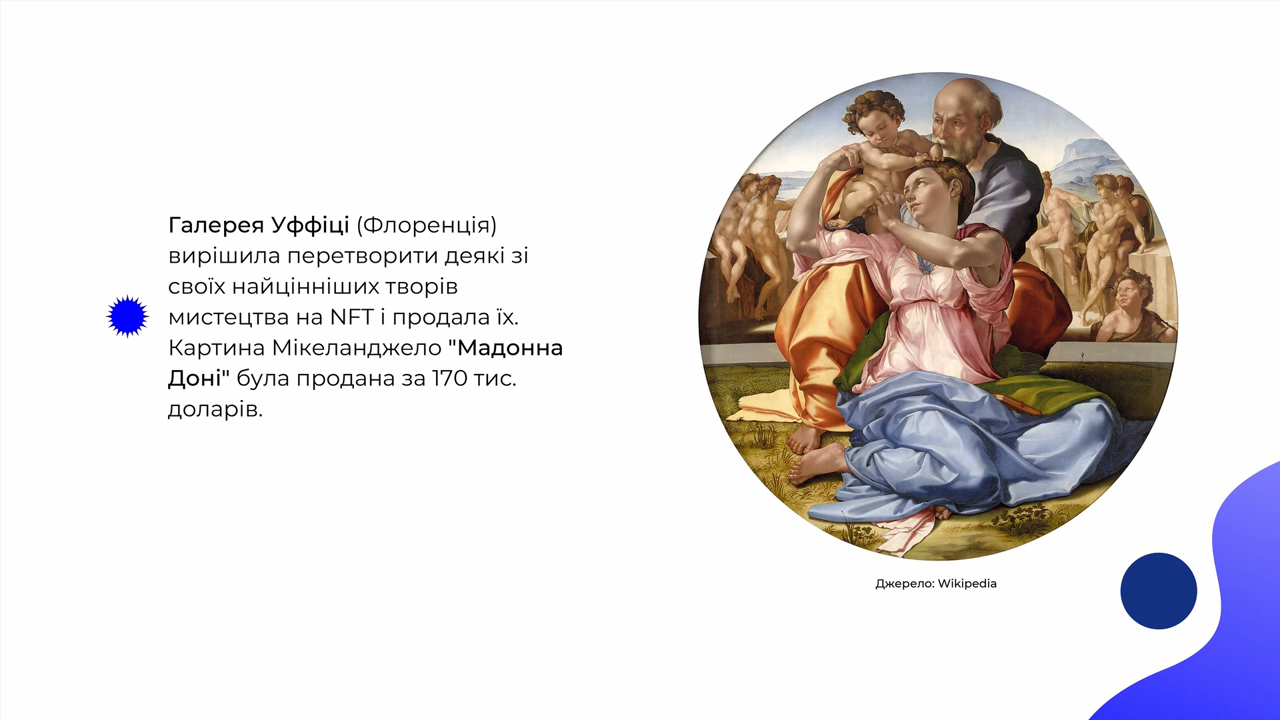 Галерея Уффіці (Флоренція)
вирішила перетворити деякі зі
своїх найцінніших творів
мистецтва на NFT і продала їх.
Картина Мікеланджело "Мадонна
Доні" була продана за 170 тис.
доларів.
Джерело: Wikipedia